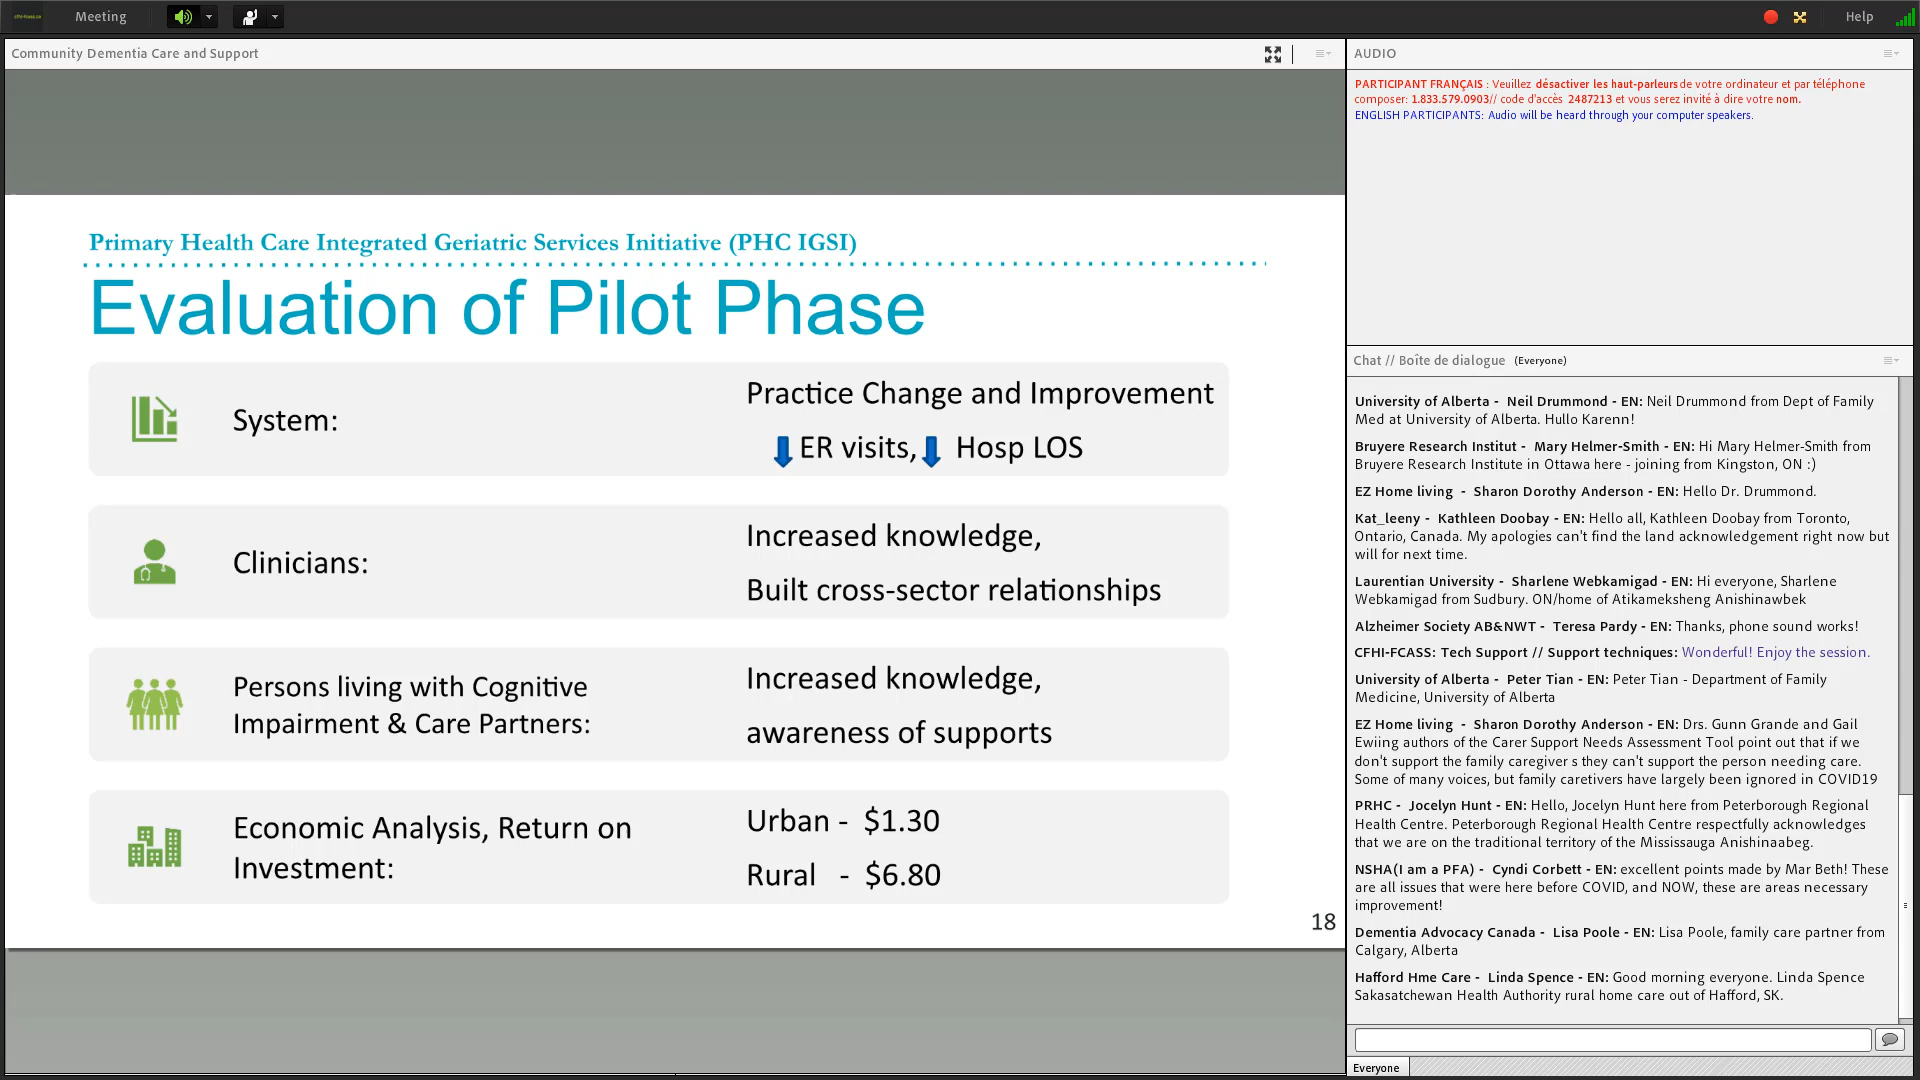 Meeting
Help
Community Dementia Care and Support
Primary Health Care Integrated Geriatric Services Initiative (PHC IGSI)
Evaluation of Pilot Phase
System:
Practice Change and Improvement
ER visits, Hosp LOS
Clinicians:
Increased knowledge,
Built cross-sector relationships
Persons living with Cognitive
Impairment & Care Partners:
Increased knowledge,
awareness of supports
Economic Analysis, Return on
Investment:
Urban - $1.30
Rural - $6.80
18
AUDIO
PARTICIPANT FRANÇAIS : Veuillez désactiver les haut-parleurs de votre ordinateur et par téléphone
composer: 1.833.579.0903// code d'accès 2487213 et vous serez invité à dire votre nom.
ENGLISH PARTICIPANTS: Audio will be heard through your computer speakers.
Chat // Boîte de dialogue (Everyone)
University of Alberta - Neil Drummond - EN: Neil Drummond from Dept of Family
Med at University of Alberta. Hullo Karenn!
Bruyere Research Institut - Mary Helmer-Smith - EN: Hi Mary Helmer-Smith from
Bruyere Research Institute in Ottawa here - joining from Kingston, ON :)
EZ Home living - Sharon Dorothy Anderson - EN: Hello Dr. Drummond.
Kat_leeny - Kathleen Doobay - EN: Hello all, Kathleen Doobay from Toronto,
Ontario, Canada. My apologies can't find the land acknowledgement right now but
will for next time.
Laurentian University - Sharlene Webkamigad - EN: Hi everyone, Sharlene
Webkamigad from Sudbury. ON/home of Atikameksheng Anishinawbek
Alzheimer Society AB&NWT - Teresa Pardy - EN: Thanks, phone sound works!
CFHI-FCASS: Tech Support // Support techniques: Wonderful! Enjoy the session.
University of Alberta - Peter Tian - EN: Peter Tian - Department of Family
Medicine, University of Alberta
EZ Home living - Sharon Dorothy Anderson - EN: Drs. Gunn Grande and Gail
Ewiing authors of the Carer Support Needs Assessment Tool point out that if we
don't support the family caregiver s they can't support the person needing care.
Some of many voices, but family caretivers have largely been ignored in COVID19
PRHC - Jocelyn Hunt - EN: Hello, Jocelyn Hunt here from Peterborough Regional
Health Centre. Peterborough Regional Health Centre respectfully acknowledges
that we are on the traditional territory of the Mississauga Anishinaabeg.
NSHA(I am a PFA) - Cyndi Corbett - EN: excellent points made by Mar Beth! These
are all issues that were here before COVID, and NOW, these are areas necessary
improvement!
Dementia Advocacy Canada - Lisa Poole - EN: Lisa Poole, family care partner from
Calgary, Alberta
Hafford Hme Care - Linda Spence - EN: Good morning everyone. Linda Spence
Sakasatchewan Health Authority rural home care out of Hafford, SK.
Everyone